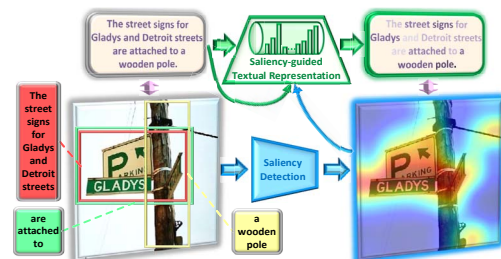 The street signs for
Gladys and Detroit streets
are attached to a
wooden pole.
Saliency-guided
Textual Representation
The street signs for
Gladys and Detroit streets
are attached to a
wooden pole.
The
street
signs
for
Gladys
and
Detroit
streets
PARKING
GLADYS
Saliency
Detection
PARKING
GLADYS
are
attached
to
a
wooden
pole